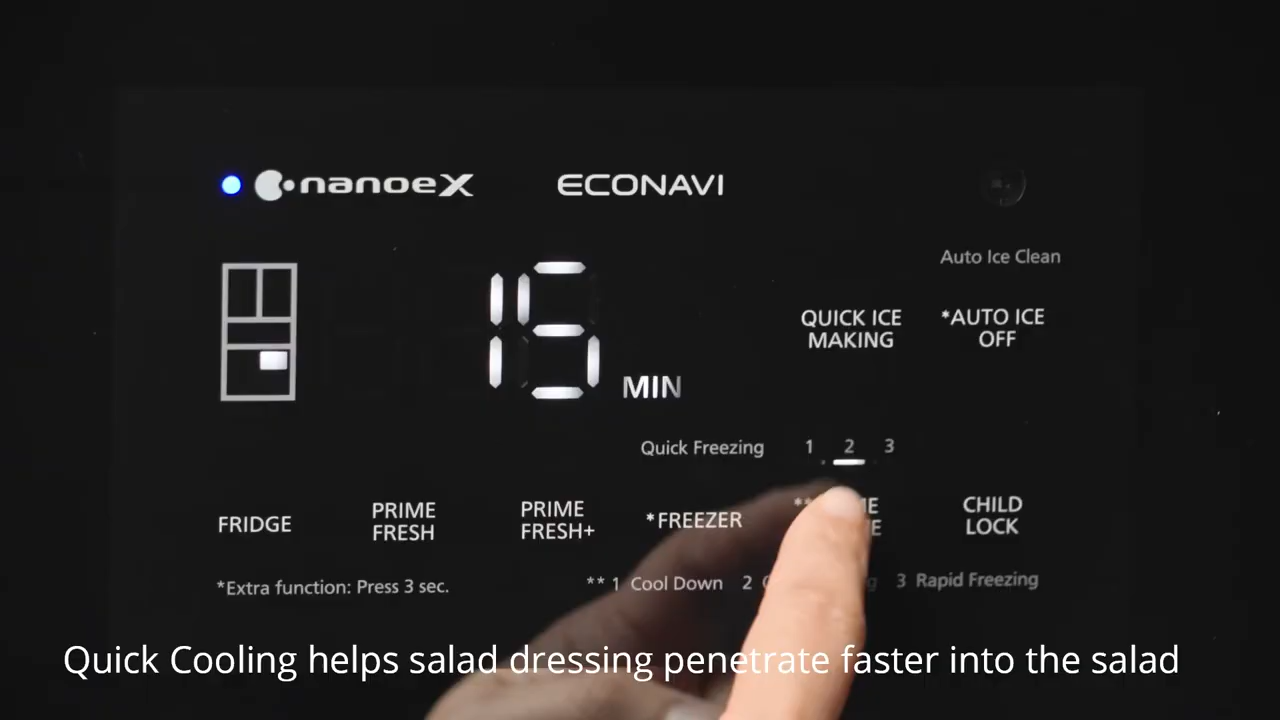 nanoeX ECONAVI
Auto Ice Clean
QUICK ICE
MAKING
*AUTO ICE
OFF
15 MIN
Quick Freezing 1 2 3
FRIDGE
PRIME
FRESH
PRIME
FRESH+
*FREEZER
CHILD
LOCK
*Extra function: Press 3 sec.
** 1 Cool Down 2 3 Rapid Freezing
Quick Cooling helps salad dressing penetrate faster into the salad